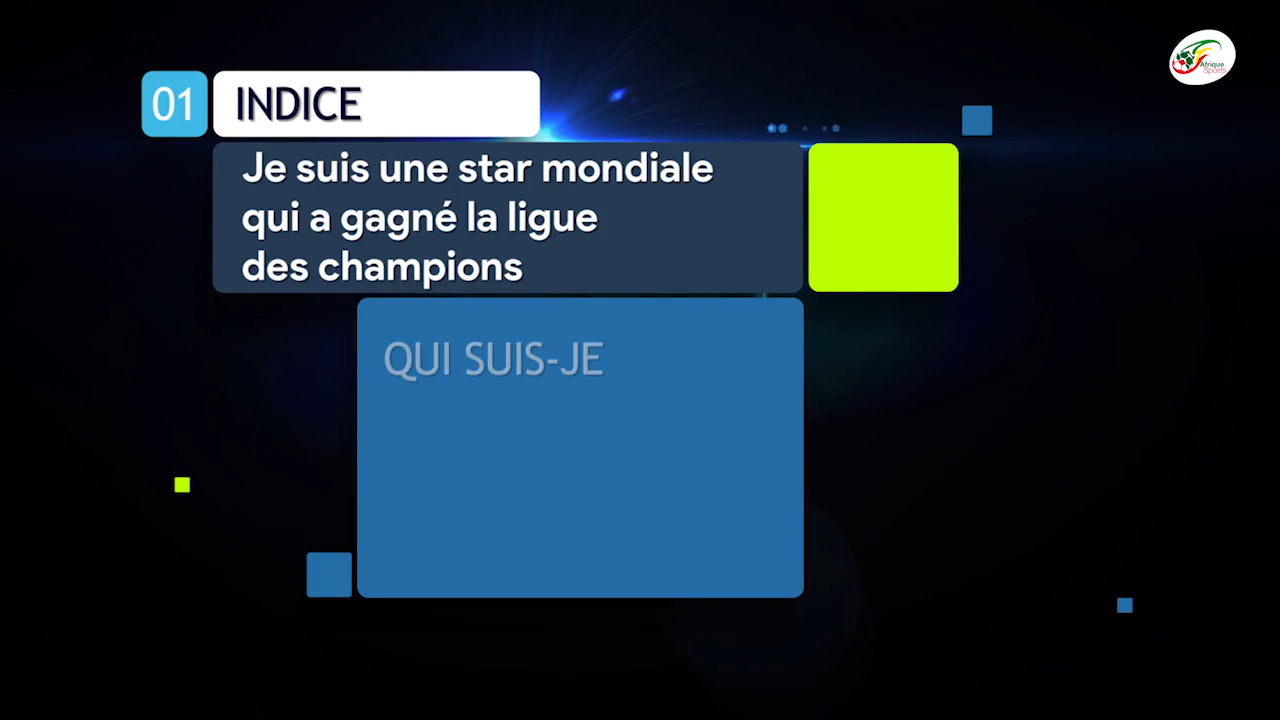 01 INDICE
Je suis une star mondiale
qui a gagné la ligue
des champions
QUI SUIS-JE
Afrique
Sports